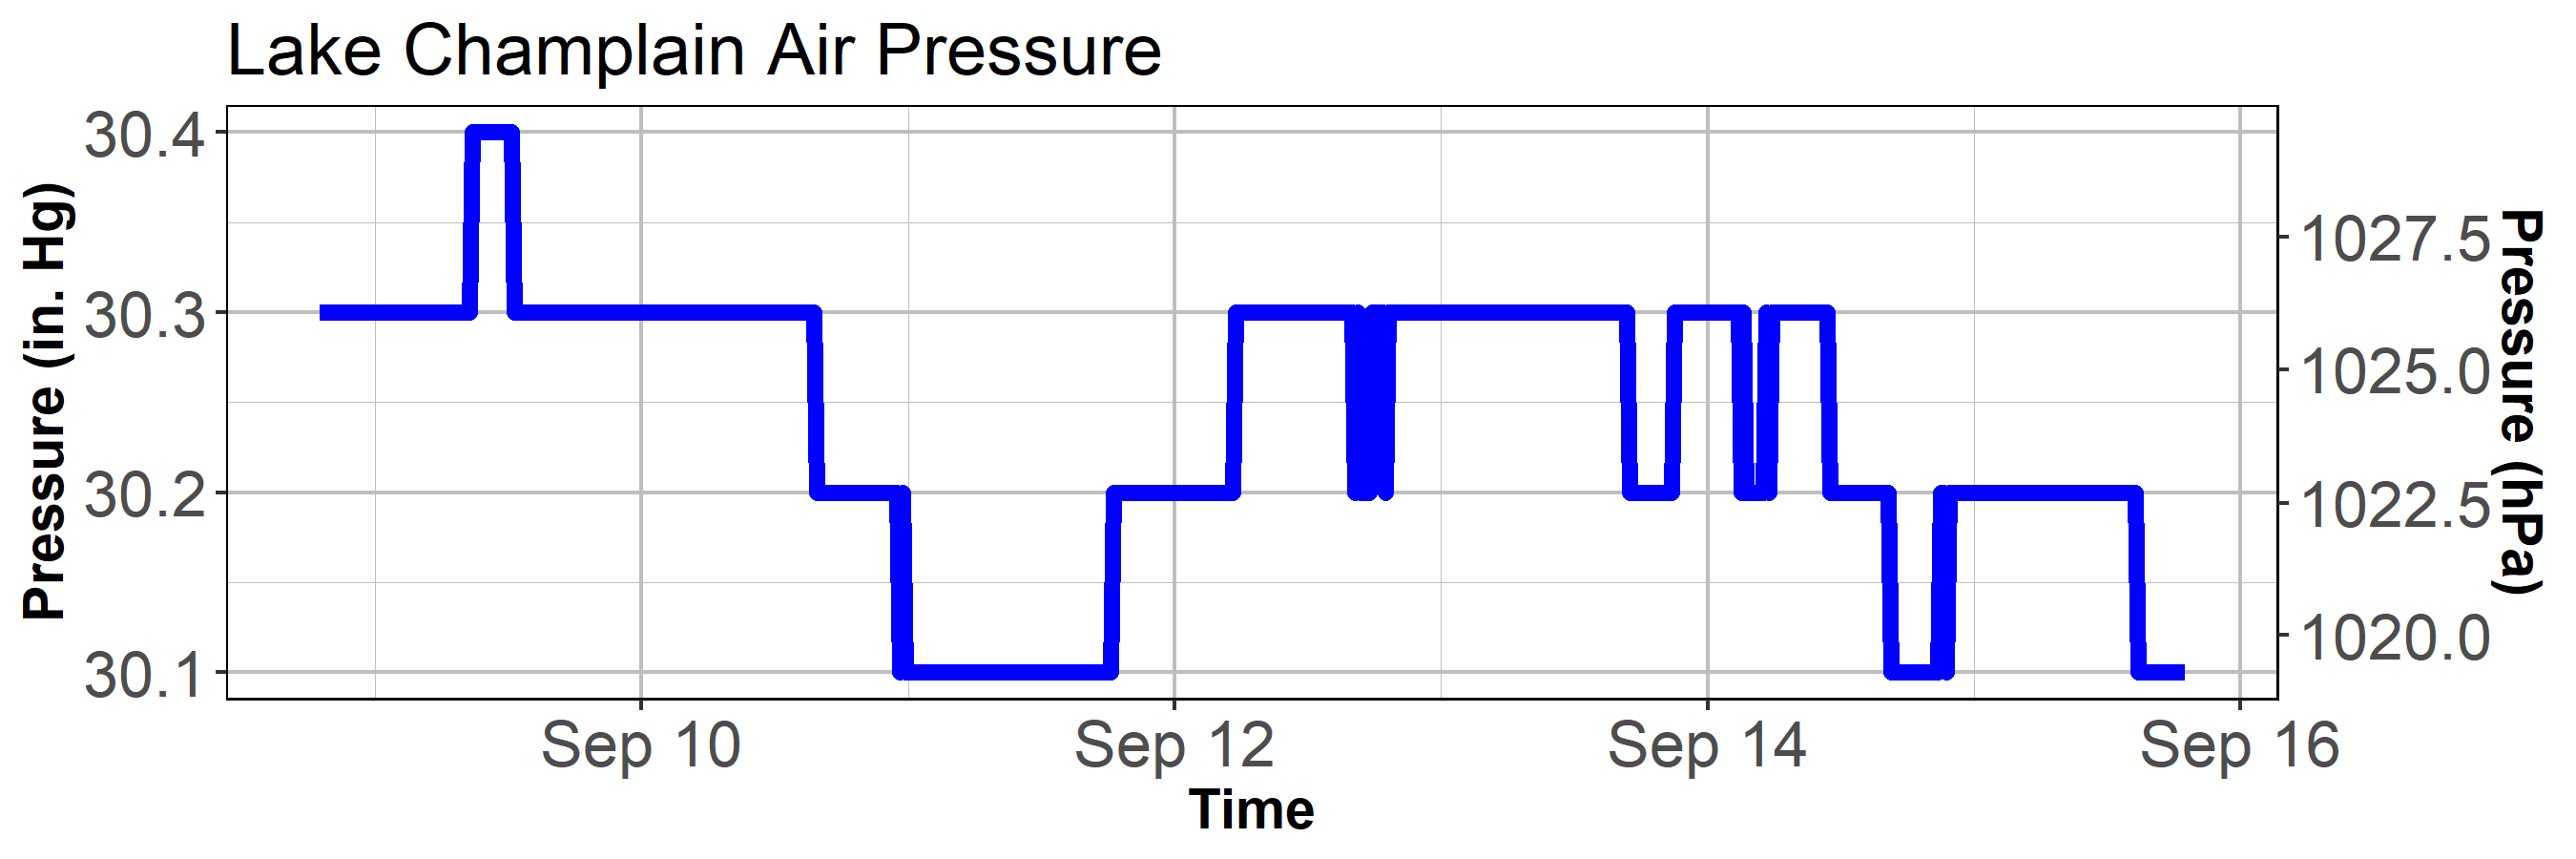 Lake Champlain Air Pressure
Pressure (in. Hg)
30.4
30.3
30.2
30.1
1027.5
1025.0
1022.5
1020.0
Pressure (hPa)
Sep 10
Sep 12
Sep 14
Sep 16
Time